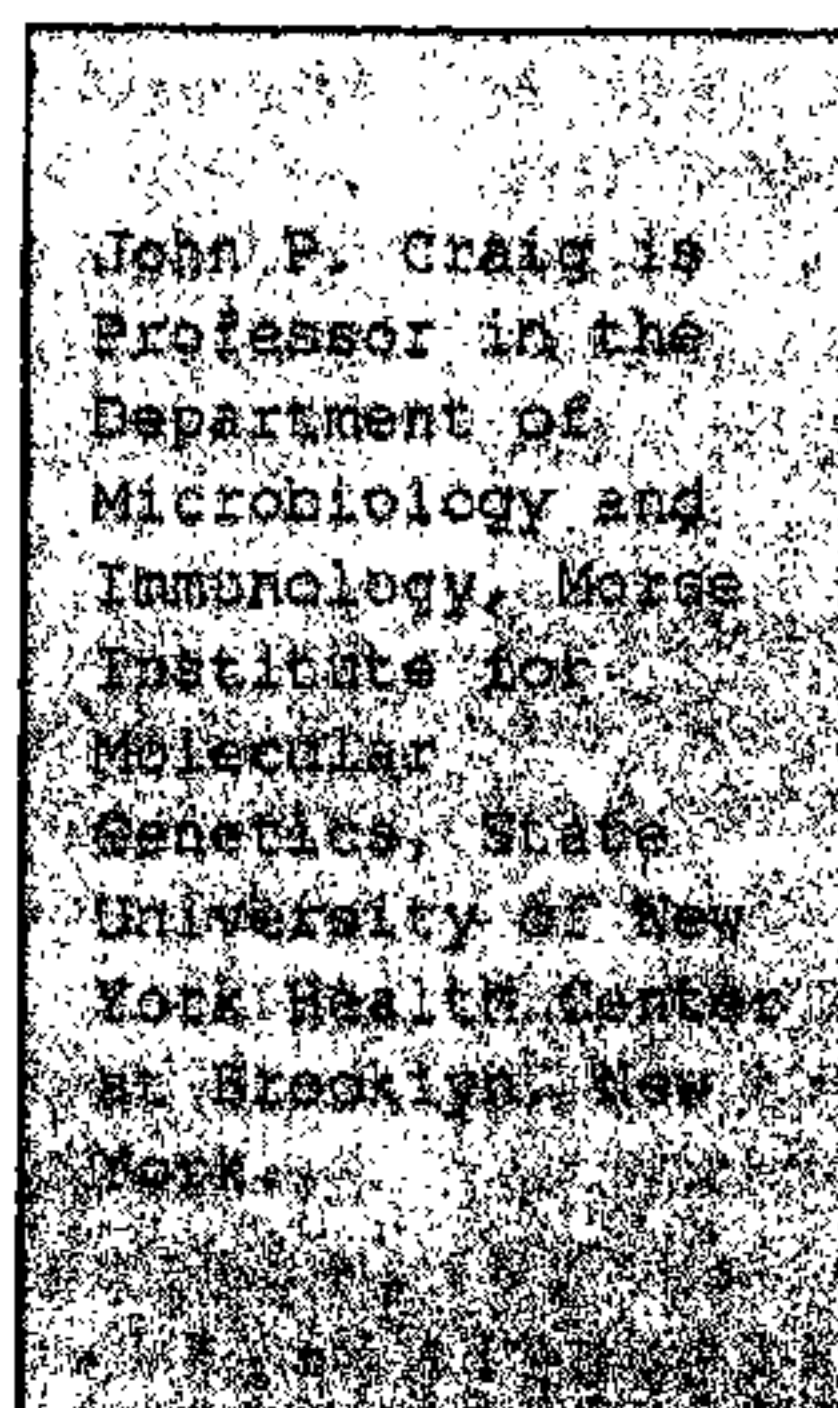 John P. Craig is
Professor in the
Department of
Microbiology and
Immunology, Morse
Institute for
Molecular
Genetics, State
University of New
York Health Center
at Brooklyn, New
York.